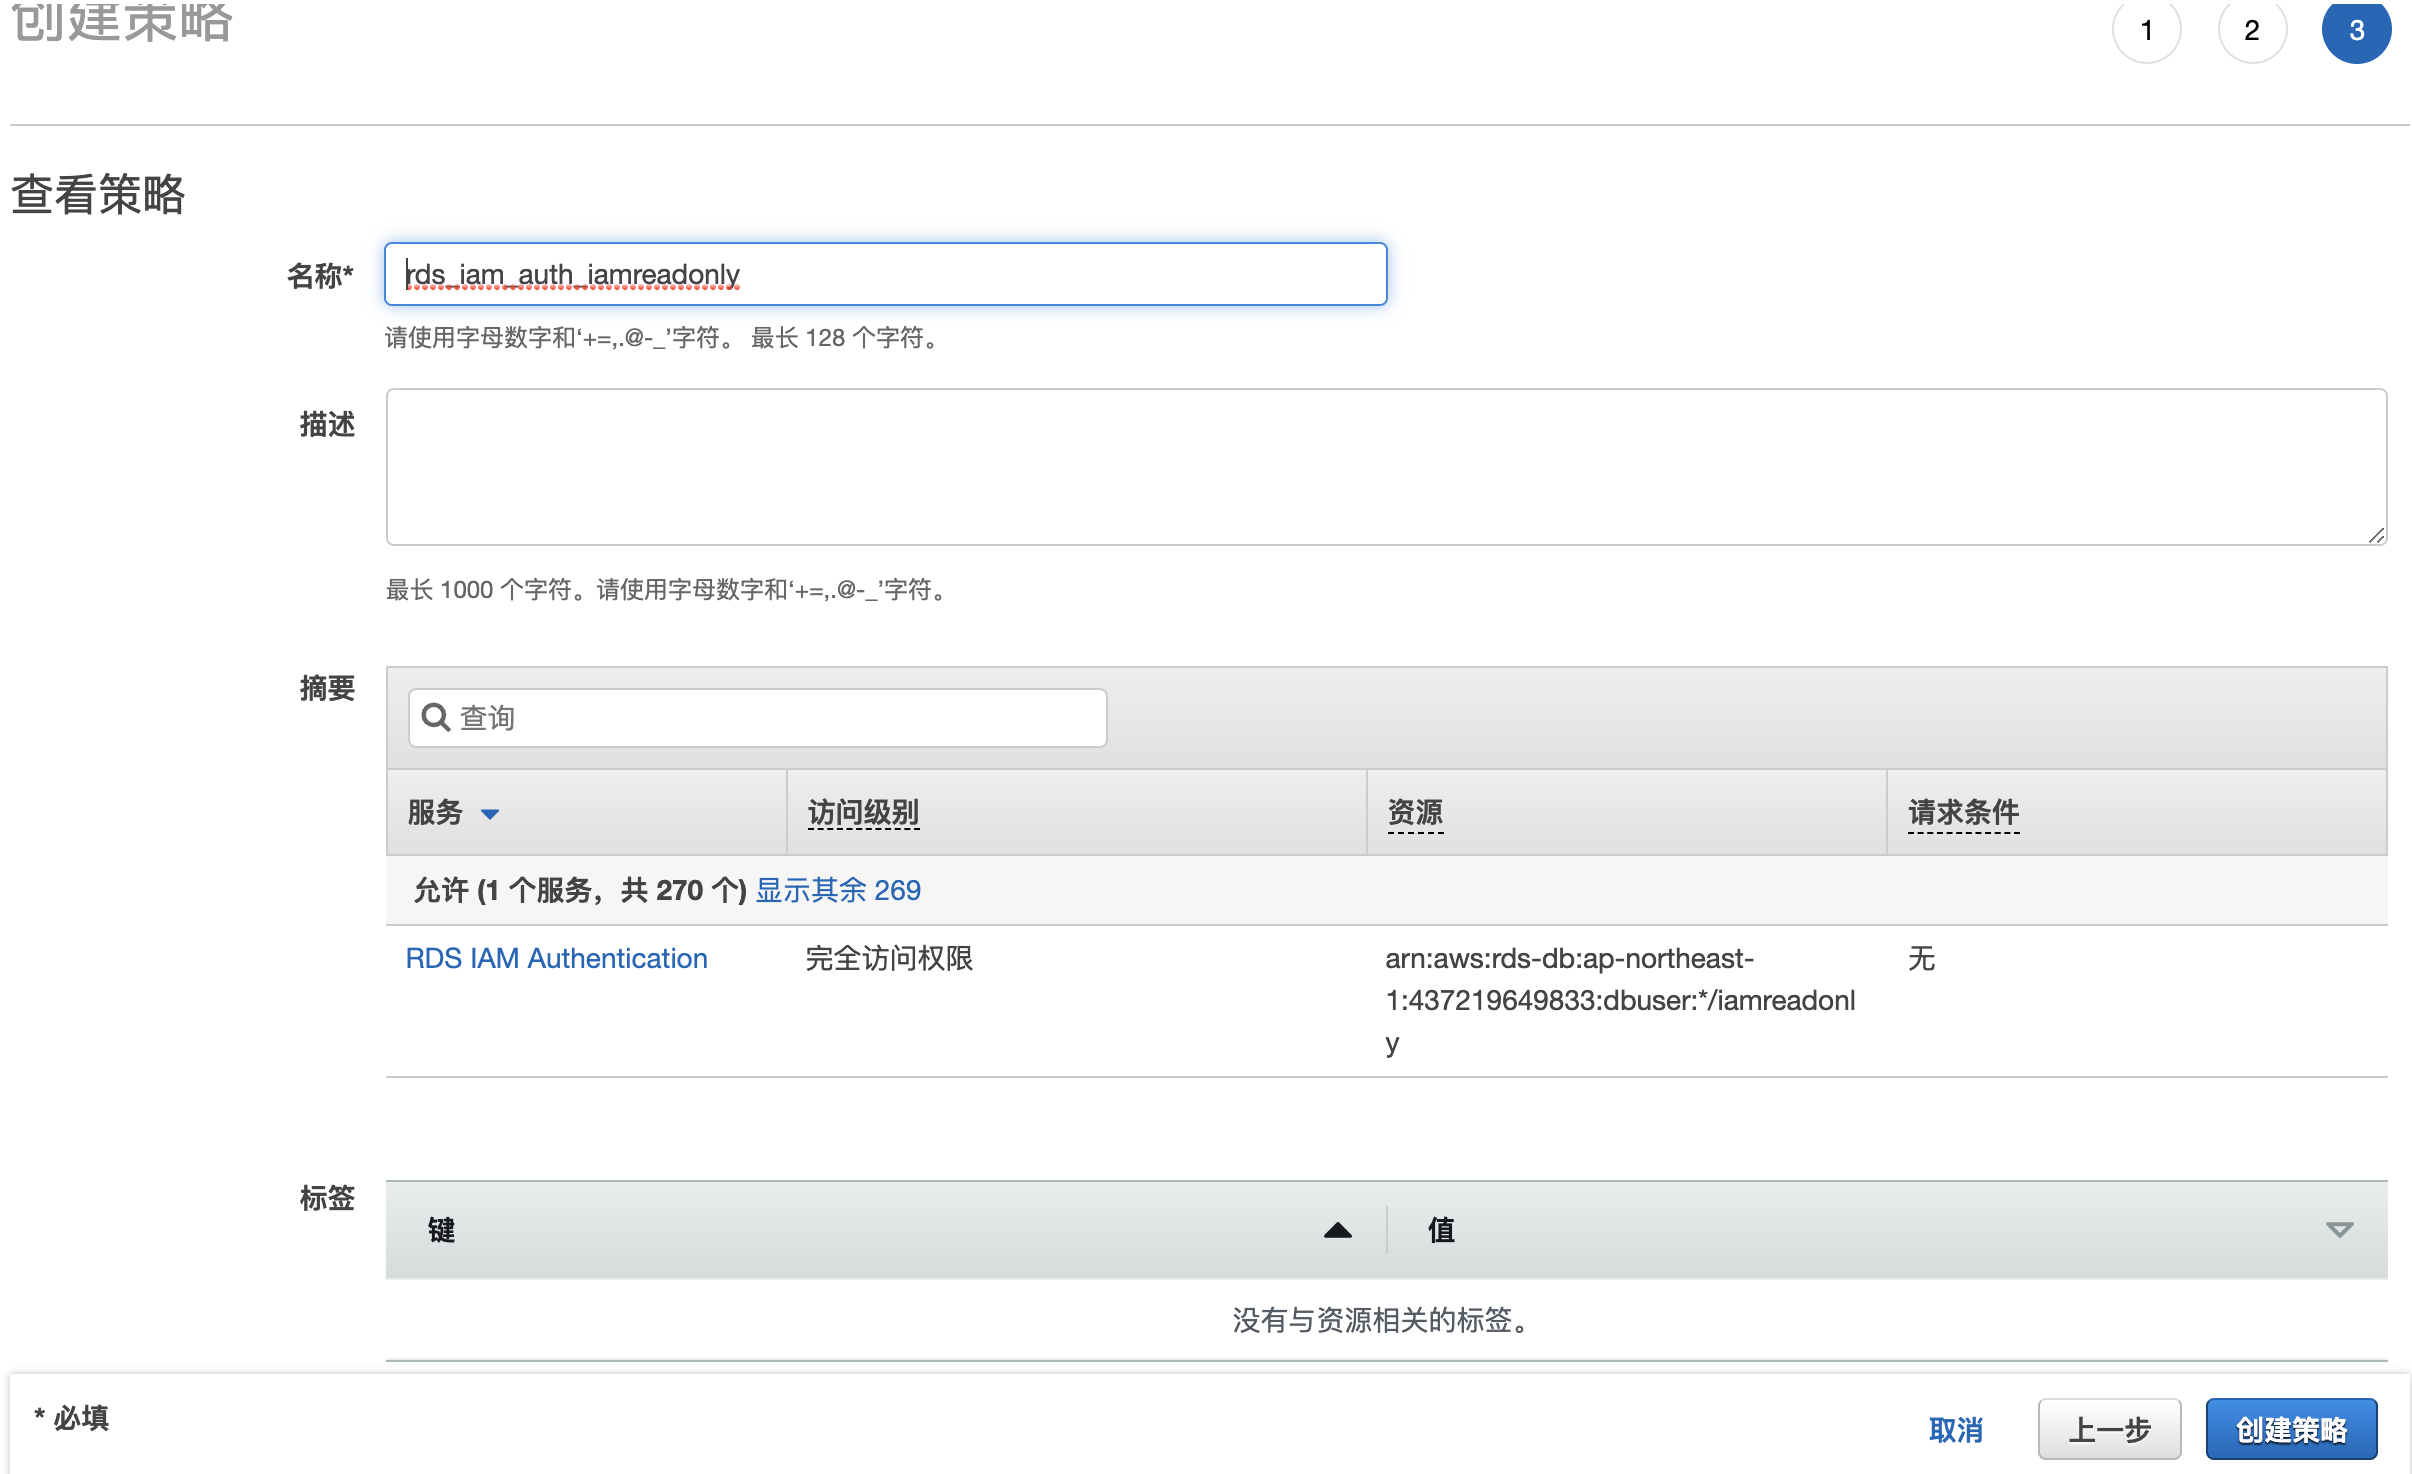 创建策略
1
2
3
查看策略
名称*
rds_iam_auth_iamreadonly
请使用字母数字和‘+=,.@-_’字符。 最长 128 个字符。
描述
最长 1000 个字符。请使用字母数字和‘+=,.@-_’字符。
摘要
查询
服务
访问级别
资源
请求条件
允许 (1 个服务，共 270 个) 显示其余 269
RDS IAM Authentication
完全访问权限
arn:aws:rds-db:ap-northeast-
1:437219649833:dbuser:*/iamreadonl
y
无
标签
键
值
没有与资源相关的标签。
* 必填
取消
上一步
创建策略